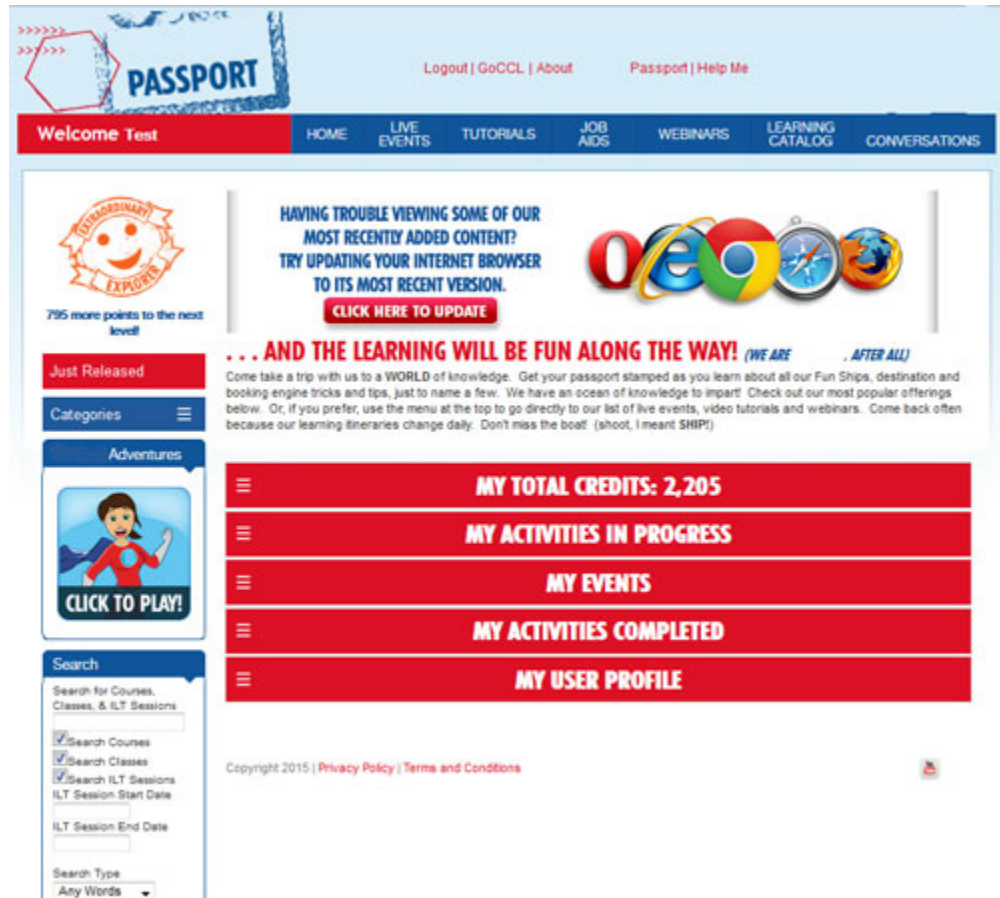 >>>>>>
>>>>>>
PASSPORT
Logout | GoCCL | About Passport | Help Me
Welcome Test
HOME
LIVE EVENTS
TUTORIALS
JOB AIDS
WEBINARS
LEARNING CATALOG
CONVERSATIONS
EXTRAORDINARY
EXPLORER
795 more points to the next
level!
Just Released
Categories
Adventures
CLICK TO PLAY!
Search
Search for Courses,
Classes, & ILT Sessions
Search Courses
Search Classes
Search ILT Sessions
ILT Session Start Date
ILT Session End Date
Search Type
Any Words
HAVING TROUBLE VIEWING SOME OF OUR
MOST RECENTLY ADDED CONTENT?
TRY UPDATING YOUR INTERNET BROWSER
TO ITS MOST RECENT VERSION.
CLICK HERE TO UPDATE
. . . AND THE LEARNING WILL BE FUN ALONG THE WAY! (WE ARE , AFTER ALL)
Come take a trip with us to a WORLD of knowledge. Get your passport stamped as you learn about all our Fun Ships, destination and
booking engine tricks and tips, just to name a few. We have an ocean of knowledge to impart! Check out our most popular offerings
below. Or, if you prefer, use the menu at the top to go directly to our list of live events, video tutorials and webinars. Come back often
because our learning itineraries change daily. Don't miss the boat! (shoot, I meant SHIP!)
MY TOTAL CREDITS: 2,205
MY ACTIVITIES IN PROGRESS
MY EVENTS
MY ACTIVITIES COMPLETED
MY USER PROFILE
Copyright 2015 | Privacy Policy | Terms and Conditions